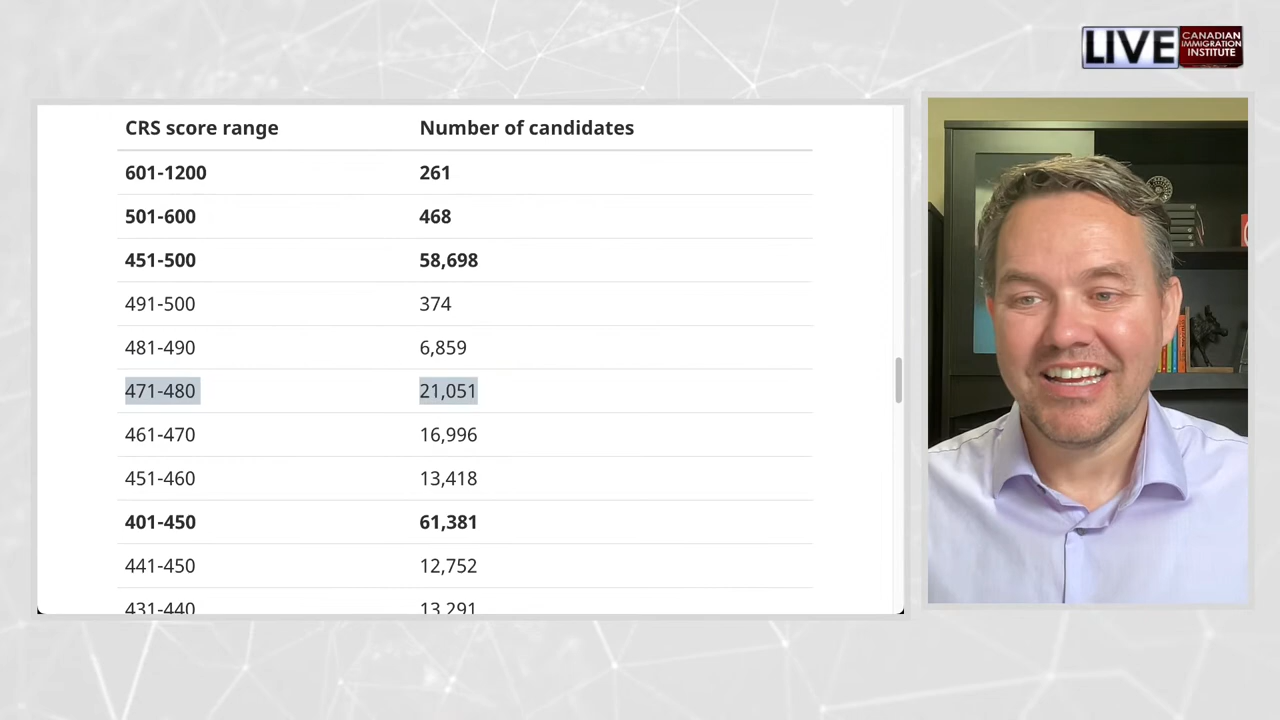 LIVE
CANADIAN
IMMIGRATION
INSTITUTE
CRS score range Number of candidates
601-1200 261
501-600 468
451-500 58,698
491-500 374
481-490 6,859
471-480 21,051
461-470 16,996
451-460 13,418
401-450 61,381
441-450 12,752
431-440 13,291